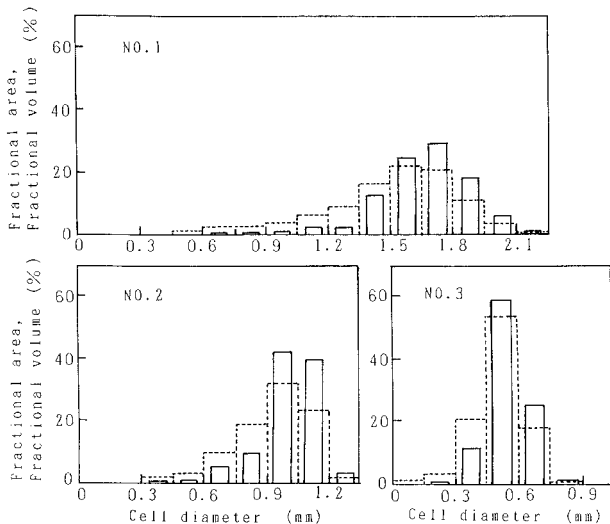 Fractional area,
Fractional volume (%)
60
40
20
0
NO.1
0 0.3 0.6 0.9 1.2 1.5 1.8 2.1
Fractional area,
Fractional volume (%)
60
40
20
0
NO.2
0 0.3 0.6 0.9 1.2
Cell diameter (mm)
60
40
20
0
NO.3
0 0.3 0.6 0.9
Cell diameter (mm)